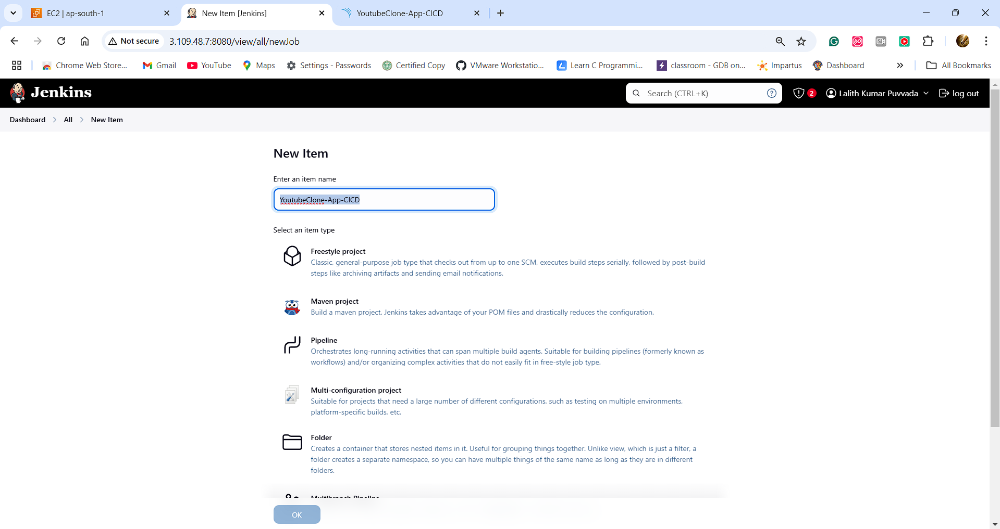 EC2 | ap-south-1
New Item [Jenkins]
YoutubeClone-App-CICD
Not secure
3.109.48.7:8080/view/all/newJob
Chrome Web Store...
Gmail
YouTube
Maps
Settings - Passwords
Certified Copy
VMware Workstatio...
Learn C Programmi...
classroom - GDB on...
Impartus
Dashboard
All Bookmarks
Jenkins
Search (CTRL+K)
2
Lalith Kumar Puvvada
log out
Dashboard
All
New Item
New Item
Enter an item name
YoutubeClone-App-CICD
Select an item type
Freestyle project
Classic, general-purpose job type that checks out from up to one SCM, executes build steps serially, followed by post-build
steps like archiving artifacts and sending email notifications.
Maven project
Build a maven project. Jenkins takes advantage of your POM files and drastically reduces the configuration.
Pipeline
Orchestrates long-running activities that can span multiple build agents. Suitable for building pipelines (formerly known as
workflows) and/or organizing complex activities that do not easily fit in free-style job type.
Multi-configuration project
Suitable for projects that need a large number of different configurations, such as testing on multiple environments,
platform-specific builds, etc.
Folder
Creates a container that stores nested items in it. Useful for grouping things together. Unlike view, which is just a filter, a
folder creates a separate namespace, so you can have multiple things of the same name as long as they are in different
folders.
Multibranch Pipeline
OK